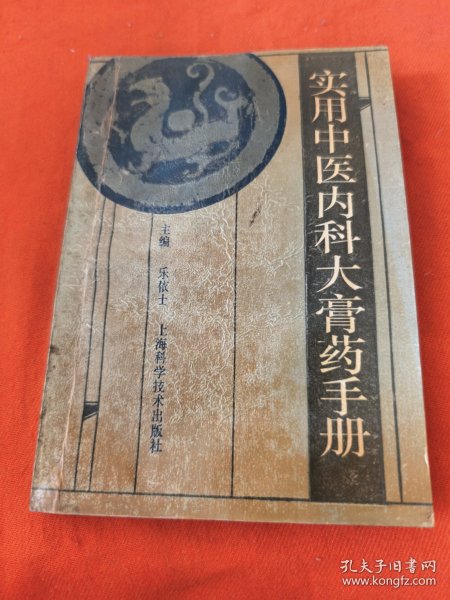 实用中医内科大膏药手册
主编 乐依士 上海科学技术出版社
孔夫子旧书网
www.kongfz.com